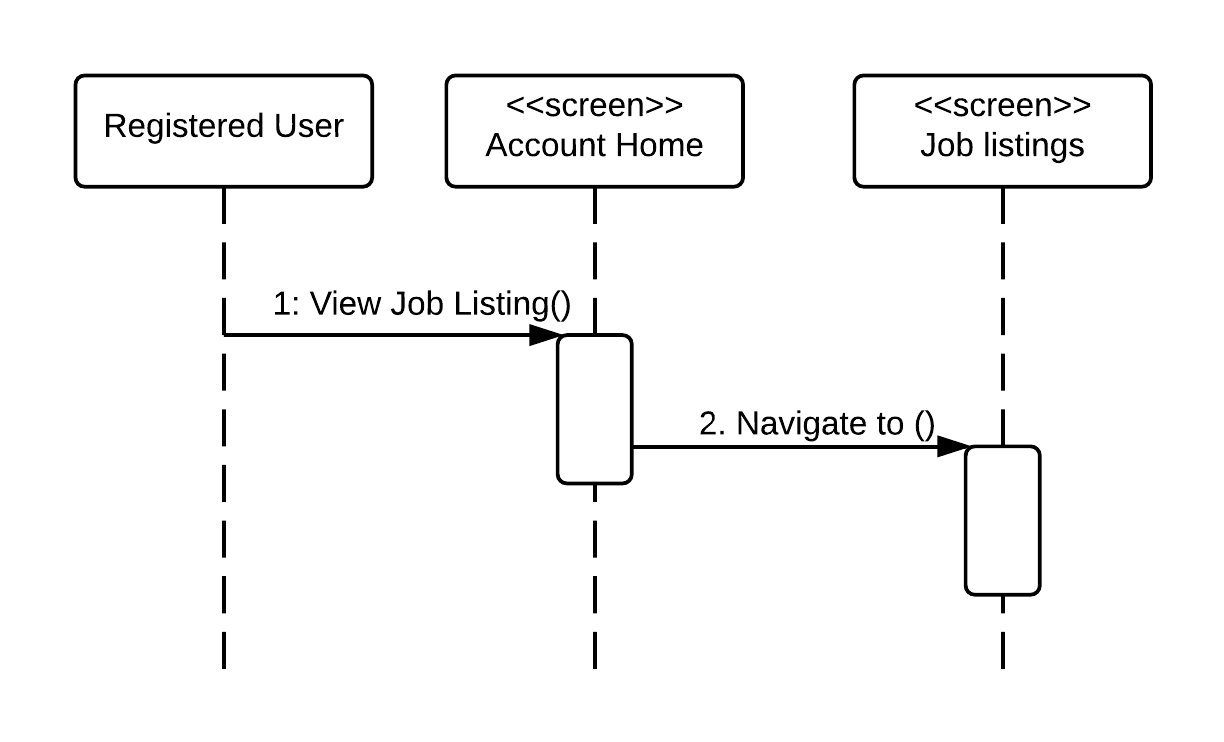 Registered User
<<screen>>
Account Home
<<screen>>
Job listings
1: View Job Listing()
2. Navigate to ()